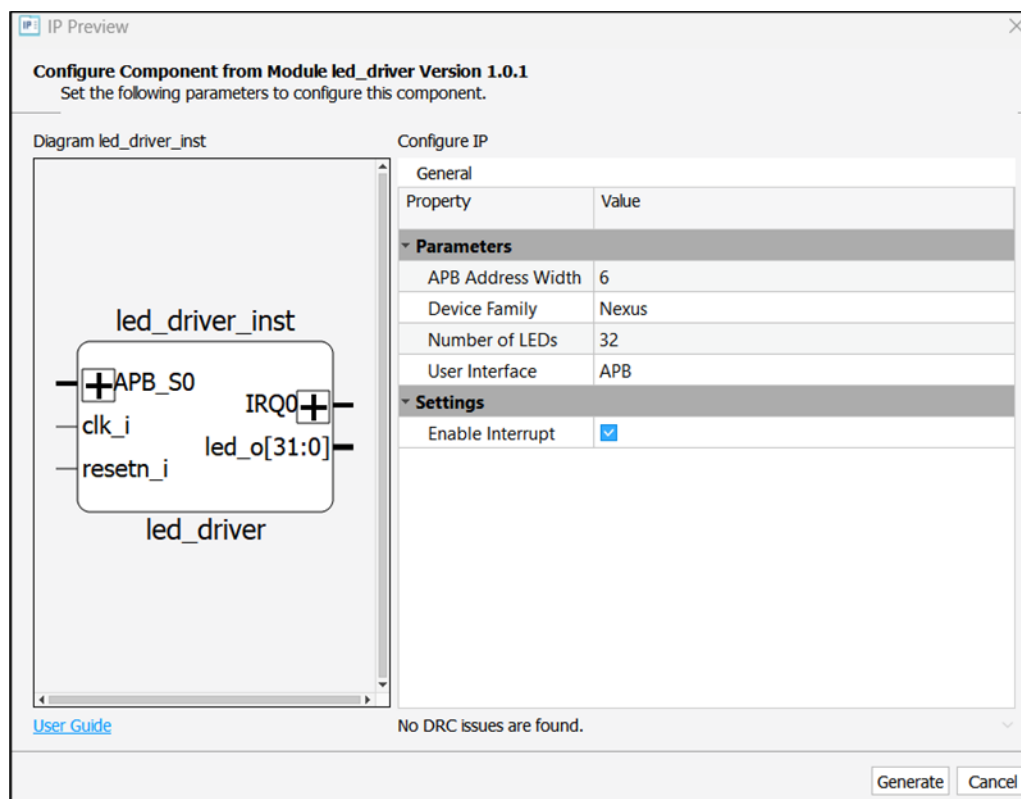 IP Preview
Configure Component from Module led_driver Version 1.0.1
Set the following parameters to configure this component.
Diagram led_driver_inst
led_driver_inst
APB_S0
IRQ0
clk_i
led_o[31:0]
resetn_i
led_driver
User Guide
Configure IP
General
Property Value
Parameters
APB Address Width 6
Device Family Nexus
Number of LEDs 32
User Interface APB
Settings
Enable Interrupt
No DRC issues are found.
Generate Cancel